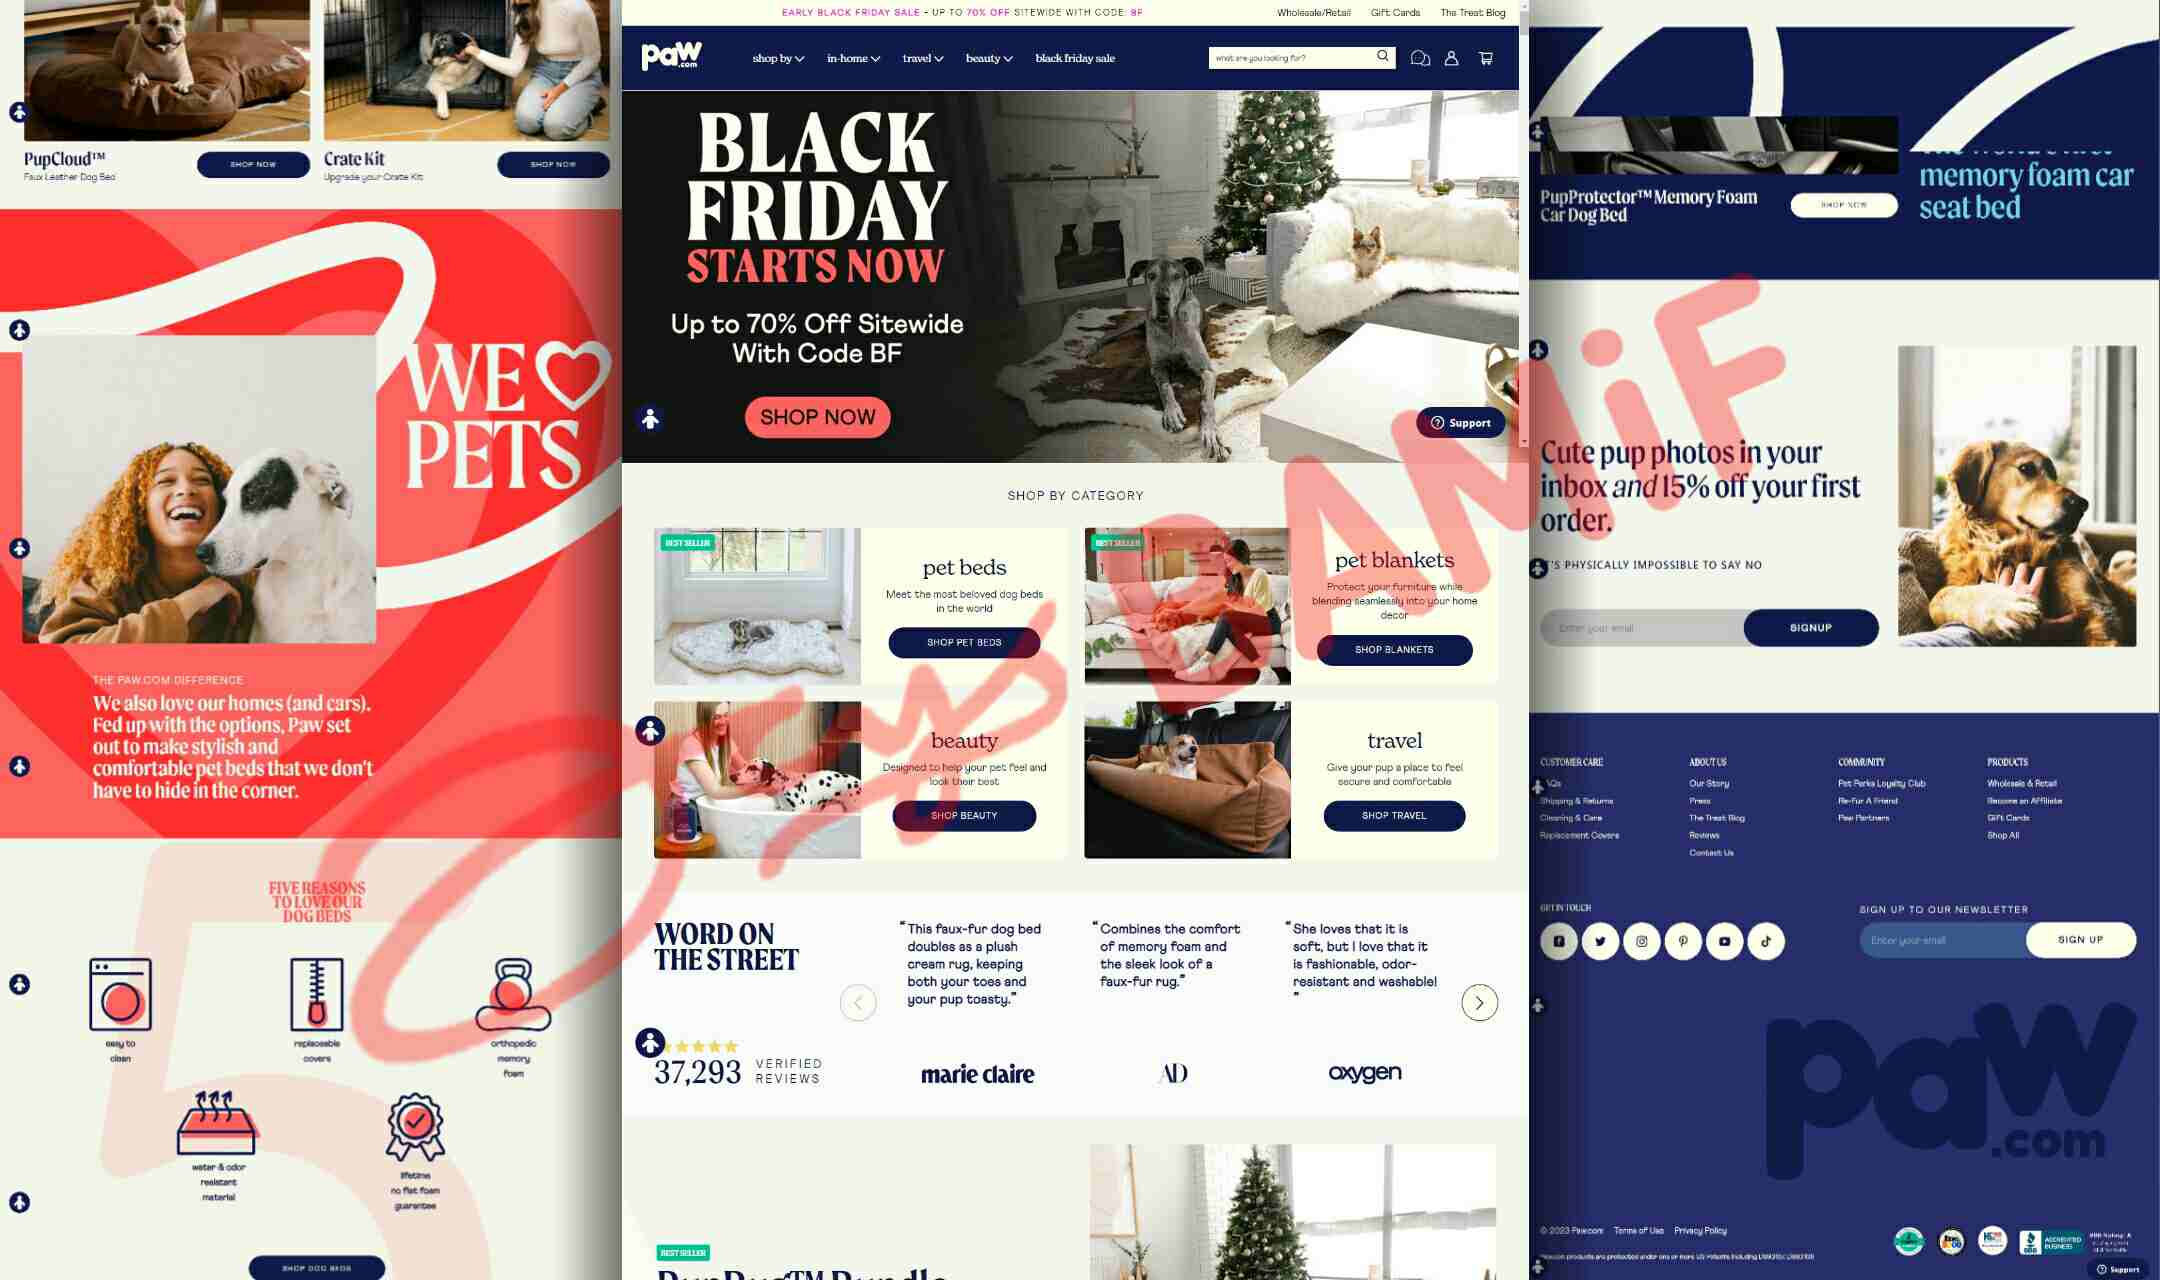 PupCloud™
Faux Leather Dog Bed
SHOP NOW
Crate Kit
Upgrade your Crate Kit
SHOP NOW
WE
PETS
THE PAW.COM DIFFERENCE
We also love our homes (and cars).
Fed up with the options, Paw set
out to make stylish and
comfortable pet beds that we don't
have to hide in the corner.
FIVE REASONS
TO LOVE OUR
DOG BEDS
easy to
clean
replaceable
covers
orthopedic
memory
foam
water & odor
resistant
material
lifetime
no flat foam
guarantee
SHOP DOG BEDS
EARLY BLACK FRIDAY SALE - UP TO 70% OFF SITEWIDE WITH CODE: BF
Wholesale/Retail
Gift Cards
The Treat Blog
paw
.com
shop by
in-home
travel
beauty
black friday sale
what are you looking for?
BLACK
FRIDAY
STARTS NOW
Up to 70% Off Sitewide
With Code BF
SHOP NOW
Support
SHOP BY CATEGORY
BEST SELLER
pet beds
Meet the most beloved dog beds
in the world
SHOP PET BEDS
BEST SELLER
pet blankets
Protect your furniture while
blending seamlessly into your home
decor
SHOP BLANKETS
beauty
Designed to help your pet feel and
look their best
SHOP BEAUTY
travel
Give your pup a place to feel
secure and comfortable
SHOP TRAVEL
WORD ON
THE STREET
“This faux-fur dog bed
doubles as a plush
cream rug, keeping
both your toes and
your pup toasty.”
“Combines the comfort
of memory foam and
the sleek look of a
faux-fur rug.”
“She loves that it is
soft, but I love that it
is fashionable, odor-
resistant and washable!
”
37,293
VERIFIED
REVIEWS
marie claire
AD
oxygen
BEST SELLER
PupRug™ Bundle
PupProtector™ Memory Foam
Car Dog Bed
SHOP NOW
memory foam car
seat bed
Cute pup photos in your
inbox and 15% off your first
order.
IT'S PHYSICALLY IMPOSSIBLE TO SAY NO
Enter your email
SIGNUP
CUSTOMER CARE
FAQs
Shipping & Returns
Cleaning & Care
Replacement Covers
ABOUT US
Our Story
Press
The Treat Blog
Reviews
Contact Us
COMMUNITY
Pet Perks Loyalty Club
Re-Fur A Friend
Paw Partners
PRODUCTS
Wholesale & Retail
Become an Affiliate
Gift Cards
Shop All
GET IN TOUCH
SIGN UP TO OUR NEWSLETTER
Enter your email
SIGN UP
paw
.com
© 2023 Paw.com
Terms of Use
Privacy Policy
ACCREDITED
BUSINESS
BBB Rating: A
Support
BAMiF